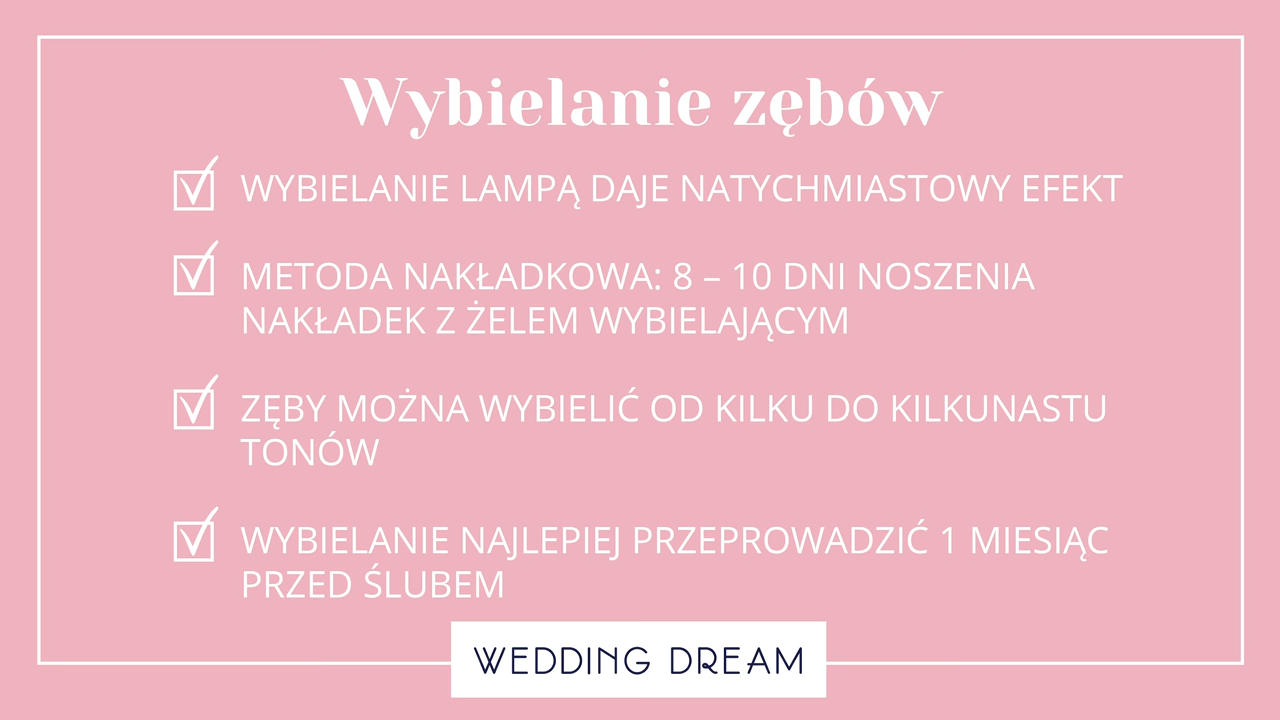 Wybielanie zębów
WYBIELANIE LAMPĄ DAJE NATYCHMIASTOWY EFEKT
METODA NAKŁADKOWA: 8 – 10 DNI NOSZENIA
NAKŁADEK Z ŻELEM WYBIELAJĄCYM
ZĘBY MOŻNA WYBIELIĆ OD KILKU DO KILKUNASTU
TONÓW
WYBIELANIE NAJLEPIEJ PRZEPROWADZIĆ 1 MIESIĄC
PRZED ŚLUBEM
WEDDING DREAM